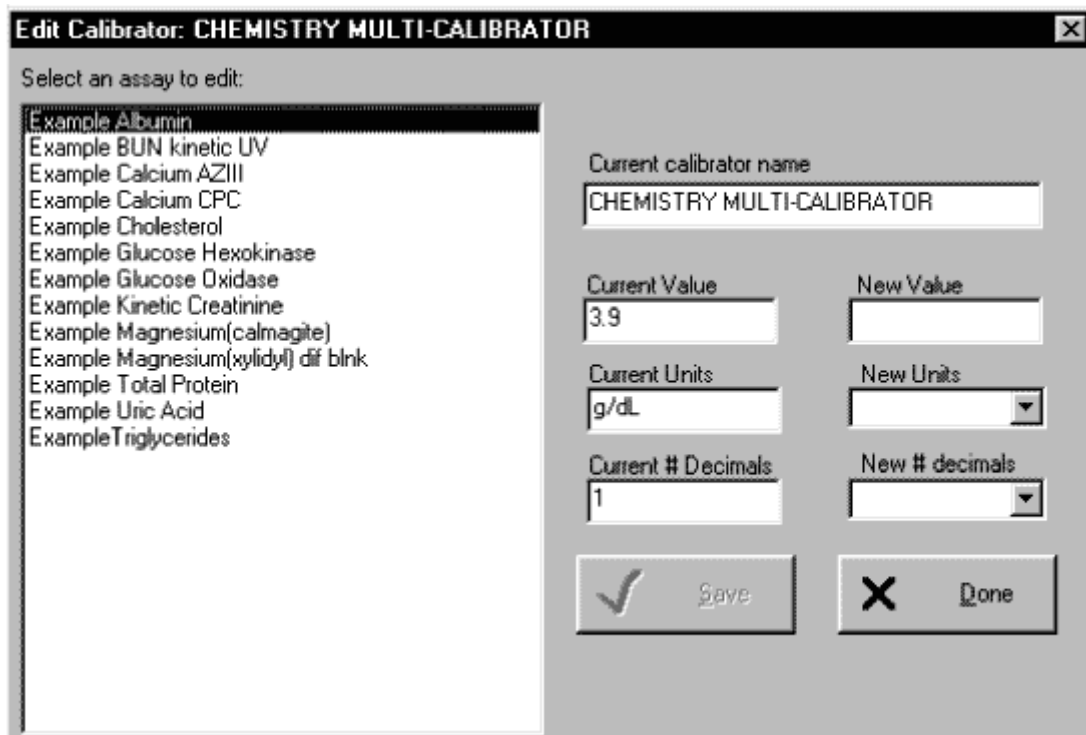 Edit Calibrator: CHEMISTRY MULTI-CALIBRATOR
Select an assay to edit:
Example Albumin
Example BUN kinetic UV
Example Calcium AZIII
Example Calcium CPC
Example Cholesterol
Example Glucose Hexokinase
Example Glucose Oxidase
Example Kinetic Creatinine
Example Magnesium(calmagite)
Example Magnesium(xylidyl) dif blnk
Example Total Protein
Example Uric Acid
ExampleTriglycerides
Current calibrator name
CHEMISTRY MULTI-CALIBRATOR
Current Value
New Value
3.9
Current Units
New Units
g/dL
Current # Decimals
New # decimals
1
Save
Done